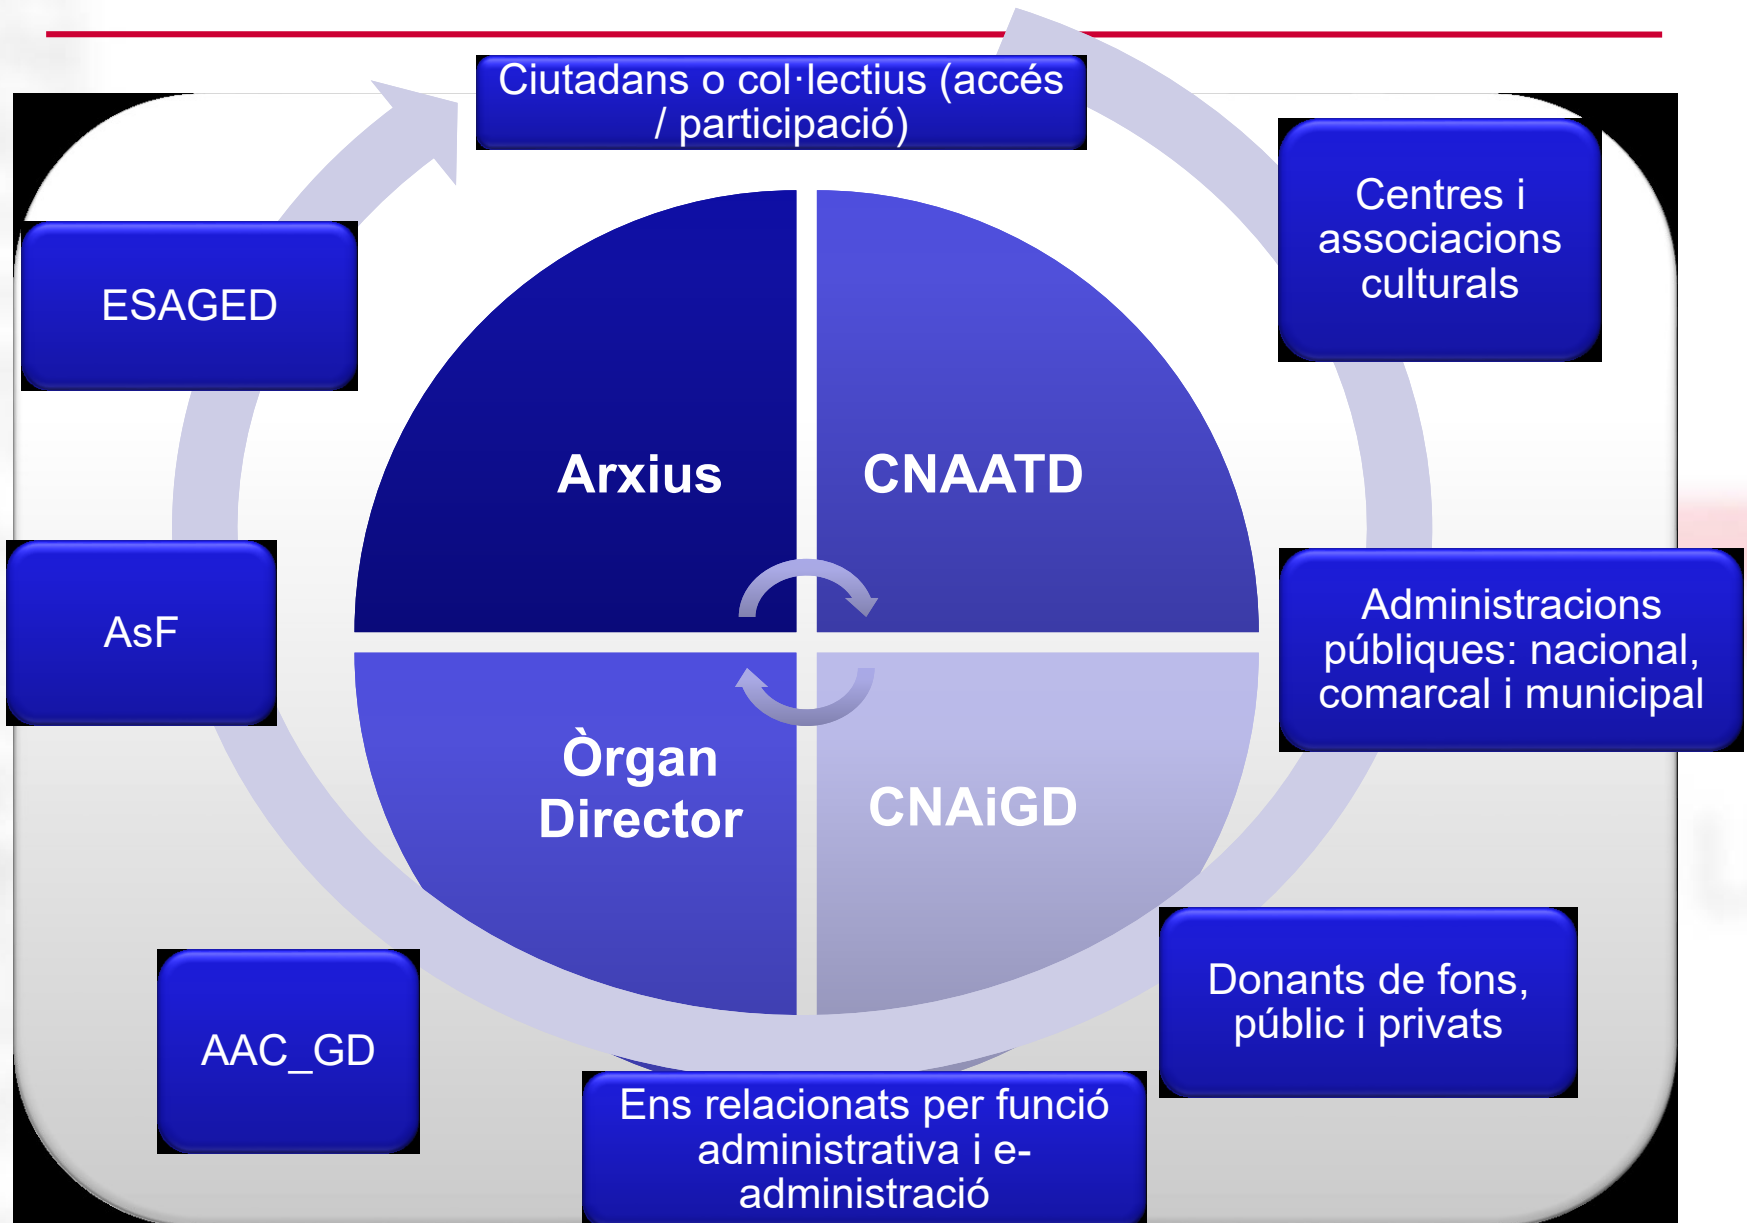 Ciutadans o col·lectius (accés
/ participació)
Centres i
associacions
culturals
ESAGED
Arxius
CNAATD
AsF
Administracions
públiques: nacional,
comarcal i municipal
Òrgan
Director
CNAiGD
Donants de fons,
públic i privats
AAC_GD
Ens relacionats per funció
administrativa i e-
administració